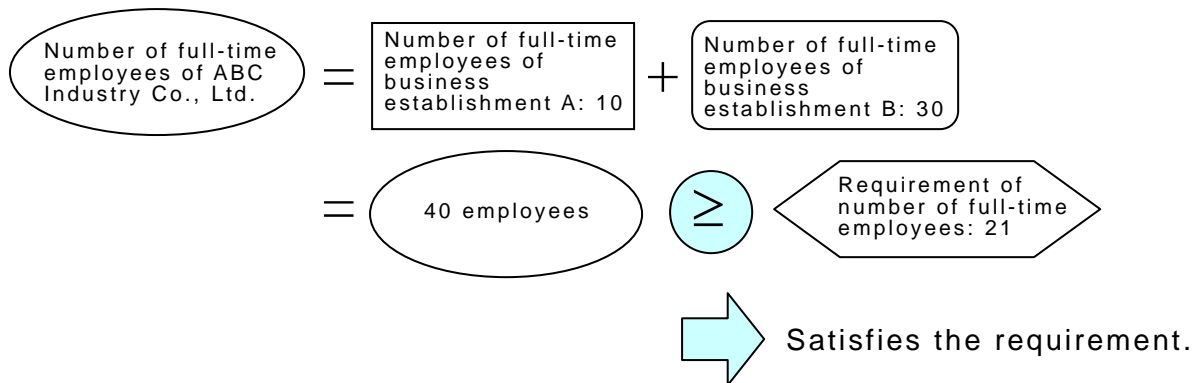 Number of full-time
employees of ABC
Industry Co., Ltd.
=
Number of full-time
employees of
business
establishment A: 10
+
Number of full-time
employees of
business
establishment B: 30
=
40 employees
≥
Requirement of
number of full-time
employees: 21
Satisfies the requirement.